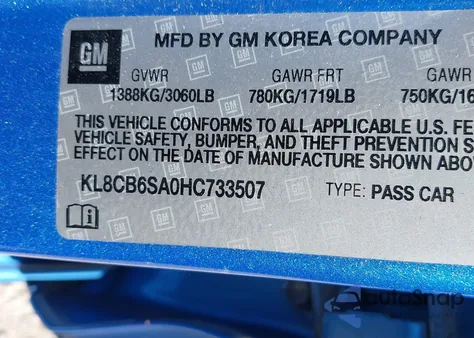 GM
MFD BY GM KOREA COMPANY
GVWR GAWR FRT GAWR
1388KG/3060LB 780KG/1719LB 750KG/16
THIS VEHICLE CONFORMS TO ALL APPLICABLE U.S. FE
VEHICLE SAFETY, BUMPER, AND THEFT PREVENTION S
EFFECT ON THE DATE OF MANUFACTURE SHOWN ABO
KL8CB6SA0HC733507 TYPE: PASS CAR
i
AutoSnap